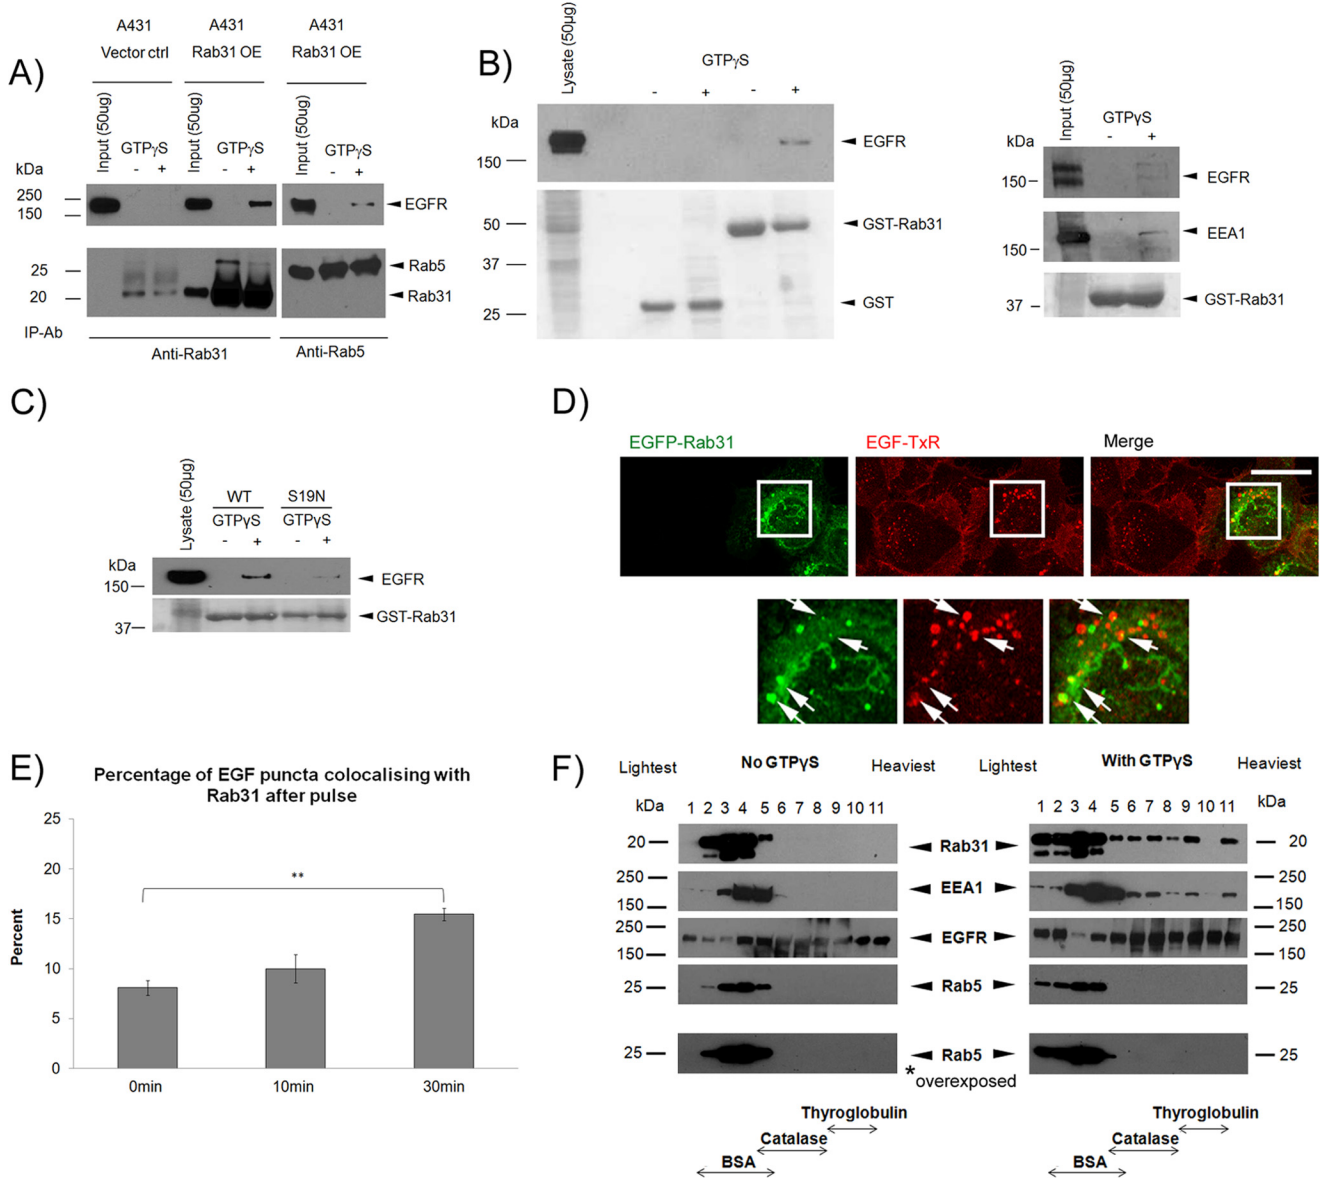 A)
A431 A431 A431
Vector ctrl Rab31 OE Rab31 OE
Input (50ug) Input (50ug) Input (50ug)
GTPγS GTPγS GTPγS
kDa - + - + - +
250
150
EGFR
25
20
Rab5
Rab31
IP-Ab
Anti-Rab31 Anti-Rab5
B)
Lysate (50µg)
GTPγS
- + - +
kDa
150
EGFR
50
37
25
GST-Rab31
GST
Input (50µg)
GTPγS
kDa - +
150
EGFR
EEA1
150
37
GST-Rab31
C)
Lysate (50µg)
WT S19N
GTPγS GTPγS
- + - +
kDa
150
EGFR
GST-Rab31
37
D)
EGFP-Rab31 EGF-TxR Merge
E)
Percentage of EGF puncta colocalising with
Rab31 after pulse
Percent
25
20
15
10
5
0
**
0min 10min 30min
F)
Lightest No GTPγS Heaviest Lightest With GTPγS Heaviest
kDa 1 2 3 4 5 6 7 8 9 10 11 1 2 3 4 5 6 7 8 9 10 11 kDa
20 Rab31 20
250 EEA1 250
150 150
250 EGFR 250
150 150
25 Rab5 25
25 Rab5 25
*overexposed
Thyroglobulin Thyroglobulin
Catalase Catalase
BSA BSA